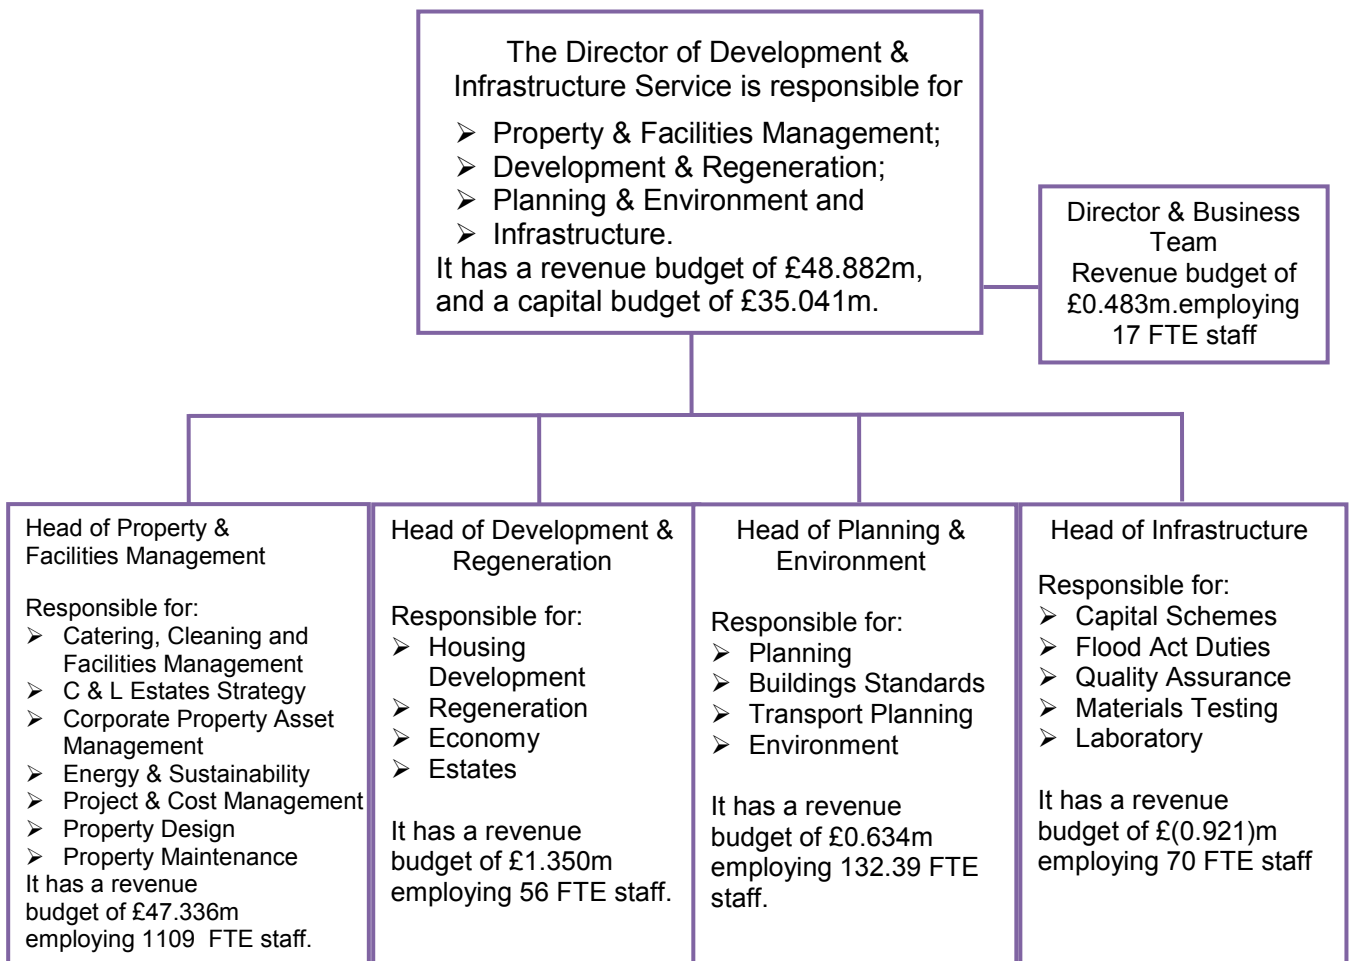 The Director of Development &
Infrastructure Service is responsible for
➢ Property & Facilities Management;
➢ Development & Regeneration;
➢ Planning & Environment and
➢ Infrastructure.
It has a revenue budget of £48.882m,
and a capital budget of £35.041m.
Director & Business
Team
Revenue budget of
£0.483m.employing
17 FTE staff
Head of Property &
Facilities Management
Responsible for:
➢ Catering, Cleaning and
Facilities Management
➢ C & L Estates Strategy
➢ Corporate Property Asset
Management
➢ Energy & Sustainability
➢ Project & Cost Management
➢ Property Design
➢ Property Maintenance
It has a revenue
budget of £47.336m
employing 1109 FTE staff.
Head of Development &
Regeneration
Responsible for:
➢ Housing
Development
➢ Regeneration
➢ Economy
➢ Estates
It has a revenue
budget of £1.350m
employing 56 FTE staff.
Head of Planning &
Environment
Responsible for:
➢ Planning
➢ Buildings Standards
➢ Transport Planning
➢ Environment
It has a revenue
budget of £0.634m
employing 132.39 FTE
staff.
Head of Infrastructure
Responsible for:
➢ Capital Schemes
➢ Flood Act Duties
➢ Quality Assurance
➢ Materials Testing
➢ Laboratory
It has a revenue
budget of £(0.921)m
employing 70 FTE staff